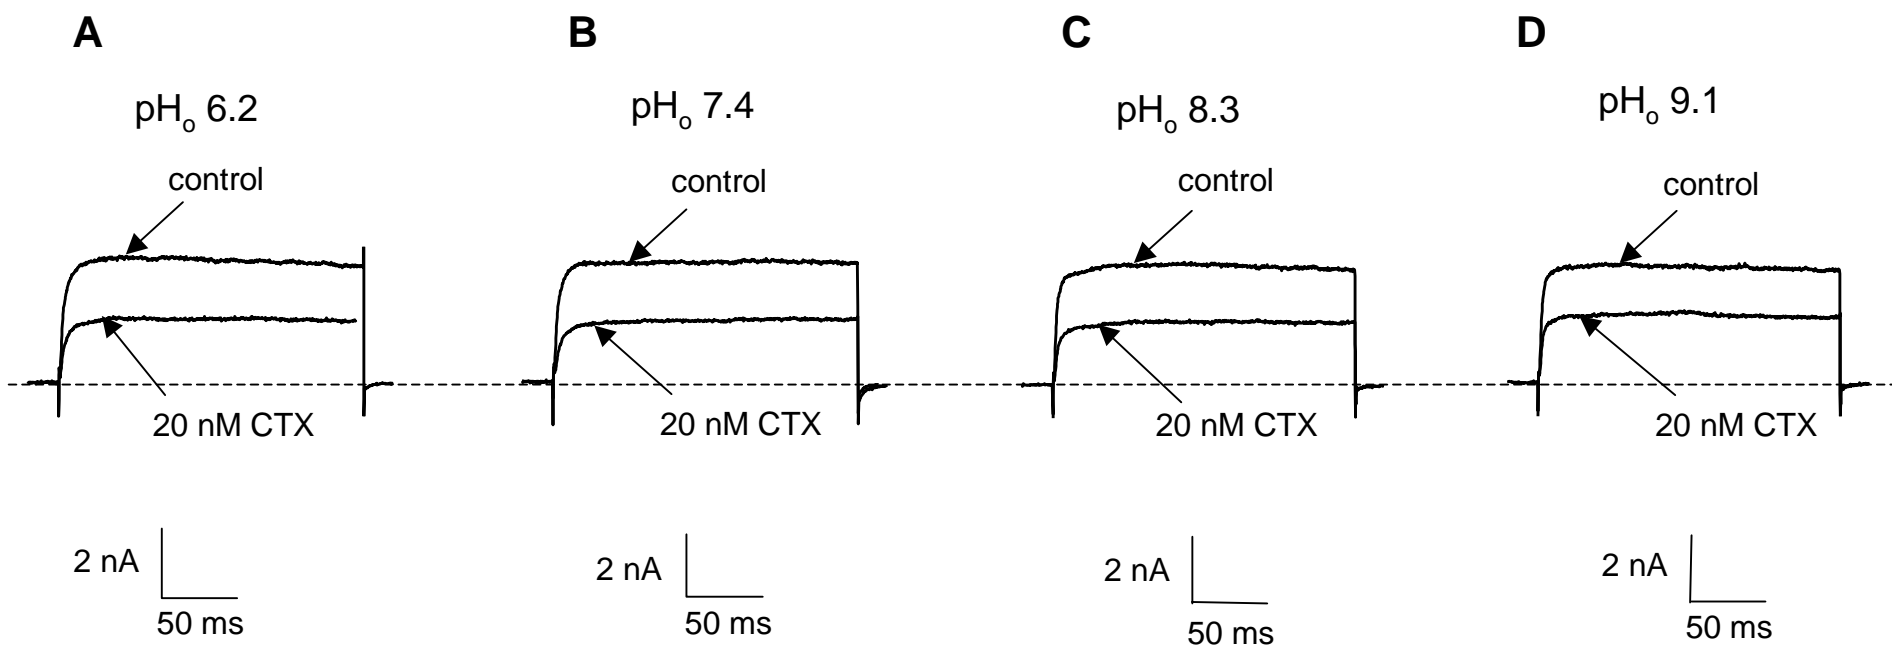 A
B
C
D
pHo 6.2
pHo 7.4
pHo 8.3
pHo 9.1
control
control
control
control
20 nM CTX
20 nM CTX
20 nM CTX
20 nM CTX
2 nA
50 ms
2 nA
50 ms
2 nA
50 ms
2 nA
50 ms